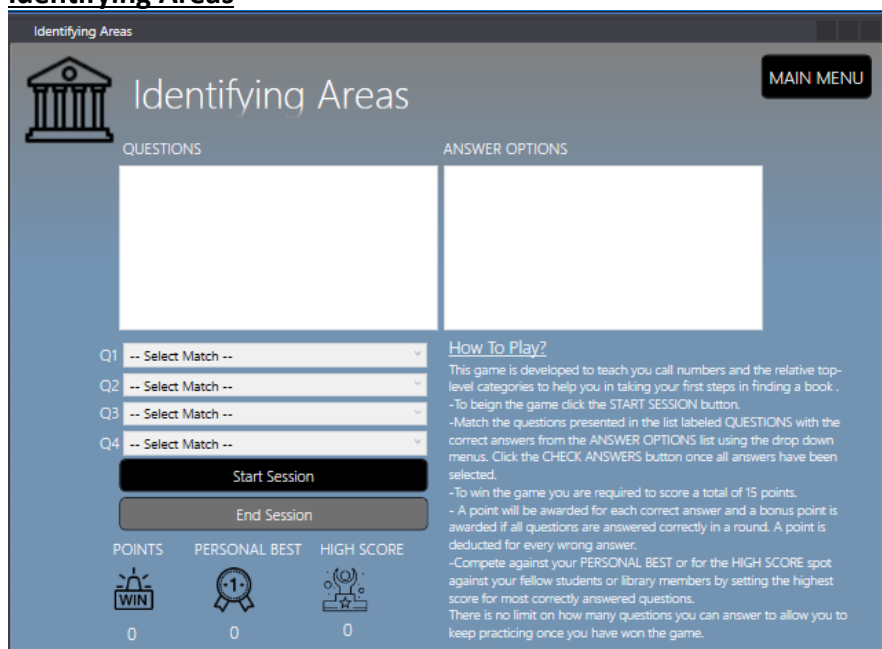 Identifying Areas
Identifying Areas
Identifying Areas
MAIN MENU
QUESTIONS
ANSWER OPTIONS
Q1 -- Select Match --
Q2 -- Select Match --
Q3 -- Select Match --
Q4 -- Select Match --
Start Session
End Session
POINTS PERSONAL BEST HIGH SCORE
WIN
1
0 0 0
How To Play?
This game is developed to teach you call numbers and the relative top-
level categories to help you in taking your first steps in finding a book .
-To beign the game click the START SESSION button.
-Match the questions presented in the list labeled QUESTIONS with the
correct answers from the ANSWER OPTIONS list using the drop down
menus. Click the CHECK ANSWERS button once all answers have been
selected.
-To win the game you are required to score a total of 15 points.
- A point will be awarded for each correct answer and a bonus point is
awarded if all questions are answered correctly in a round. A point is
deducted for every wrong answer.
-Compete against your PERSONAL BEST or for the HIGH SCORE spot
against your fellow students or library members by setting the highest
score for most correctly answered questions.
There is no limit on how many questions you can answer to allow you to
keep practicing once you have won the game.